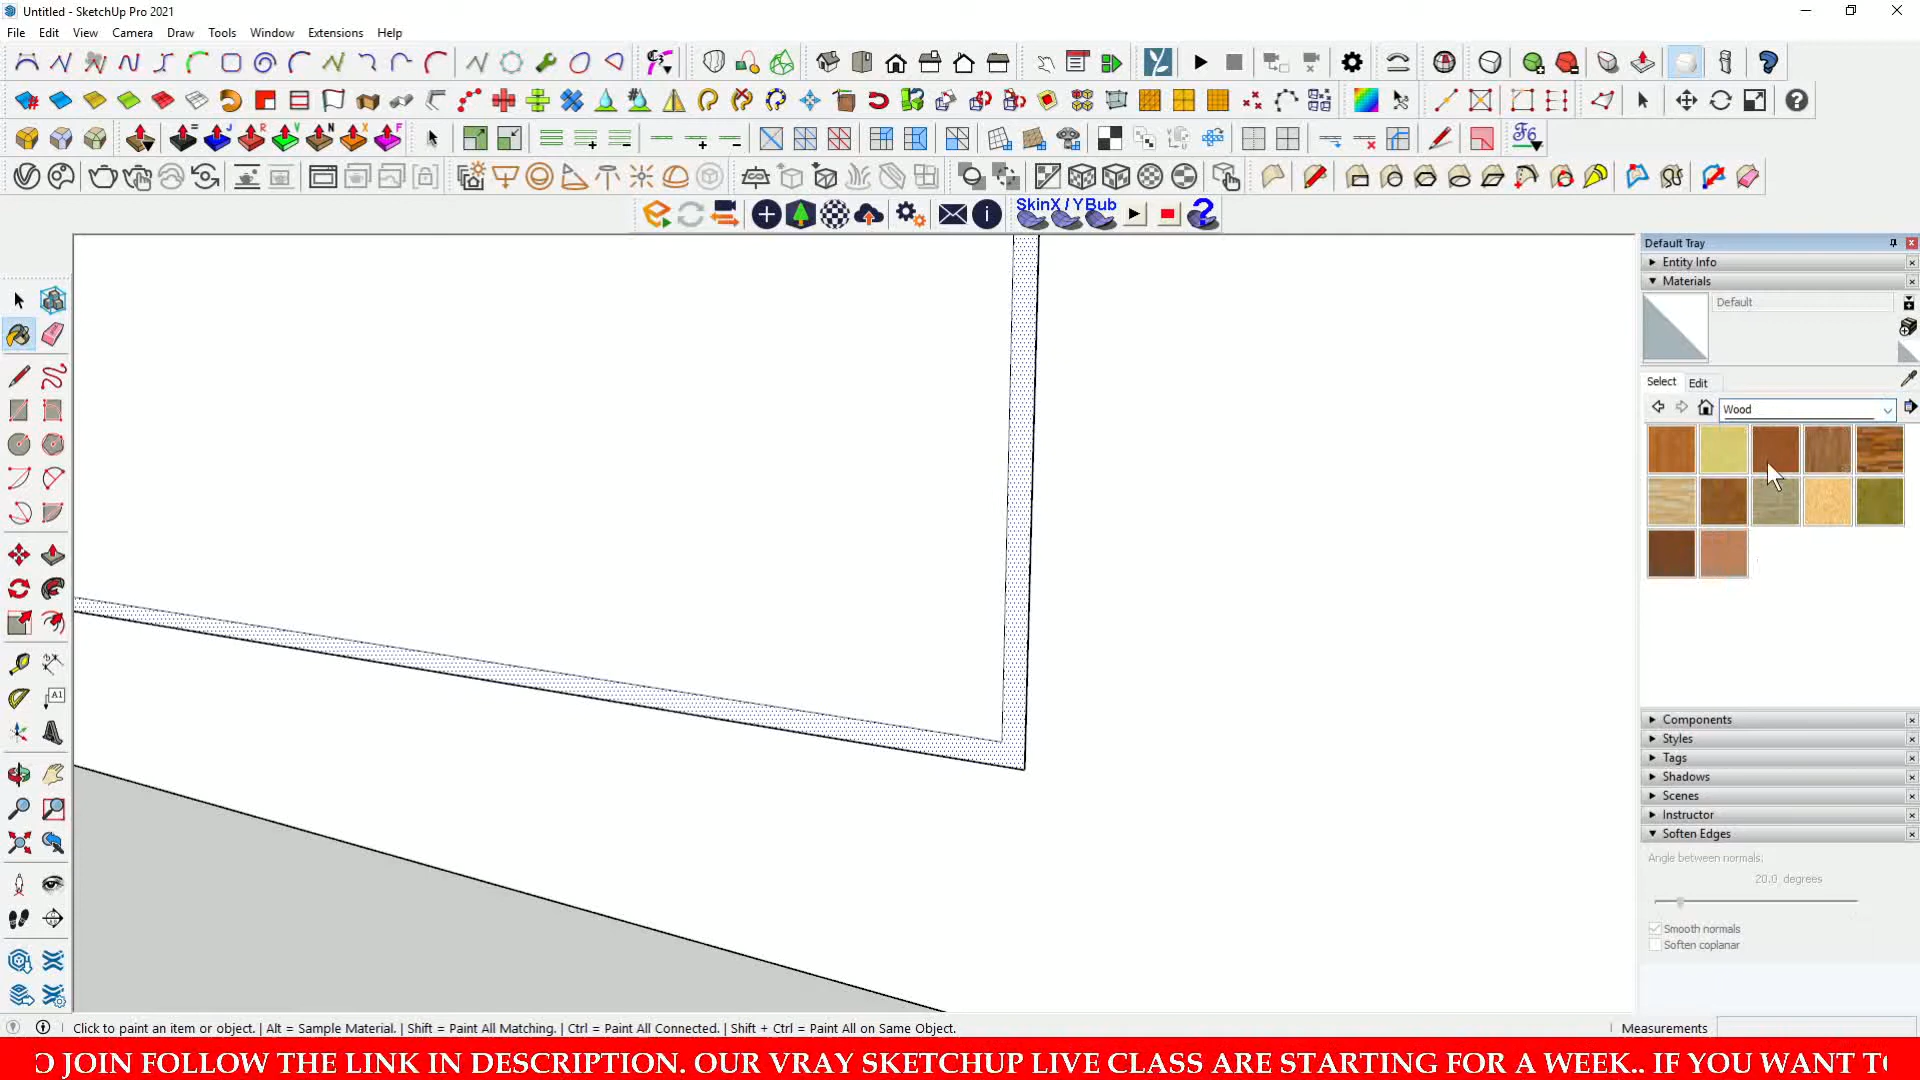 Untitled - SketchUp Pro 2021
File Edit View Camera Draw Tools Window Extensions Help
SkinX / YBub
Default Tray
Entity Info
Materials
Default
Select Edit
Wood
Components
Styles
Tags
Shadows
Scenes
Instructor
Soften Edges
Angle between normals:
20.0 degrees
Smooth normals
Soften coplanar
Click to paint an item or object. | Alt = Sample Material. | Shift = Paint All Matching. | Ctrl = Paint All Connected. | Shift + Ctrl = Paint All on Same Object.
Measurements
O JOIN FOLLOW THE LINK IN DESCRIPTION. OUR VRAY SKETCHUP LIVE CLASS ARE STARTING FOR A WEEK.. IF YOU WANT T